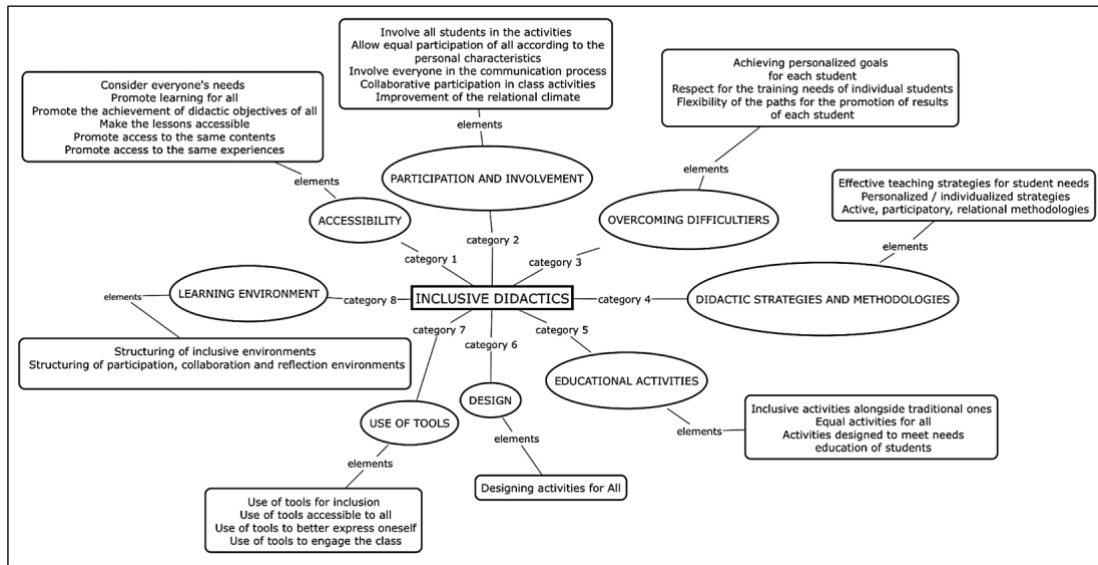 Involve all students in the activities
Allow equal participation of all according to the
personal characteristics
Involve everyone in the communication process
Collaborative participation in class activities
Improvement of the relational climate
Achieving personalized goals
for each student
Respect for the training needs of individual students
Flexibility of the paths for the promotion of results
of each student
Consider everyone's needs
Promote learning for all
Promote the achievement of didactic objectives of all
Make the lessons accessible
Promote access to the same contents
Promote access to the same experiences
elements
elements
elements
PARTICIPATION AND INVOLVEMENT
Effective teaching strategies for student needs
Personalized / individualized strategies
Active, participatory, relational methodologies
ACCESSIBILITY
OVERCOMING DIFFICULTIERS
elements
category 1
category 2
category 3
elements
LEARNING ENVIRONMENT
category 8
INCLUSIVE DIDACTICS
category 4
DIDACTIC STRATEGIES AND METHODOLOGIES
category 7
category 6
category 5
Structuring of inclusive environments
Structuring of participation, collaboration and reflection environments
EDUCATIONAL ACTIVITIES
DESIGN
USE OF TOOLS
elements
elements
elements
Inclusive activities alongside traditional ones
Equal activities for all
Activities designed to meet needs
education of students
Designing activities for All
Use of tools for inclusion
Use of tools accessible to all
Use of tools to better express oneself
Use of tools to engage the class